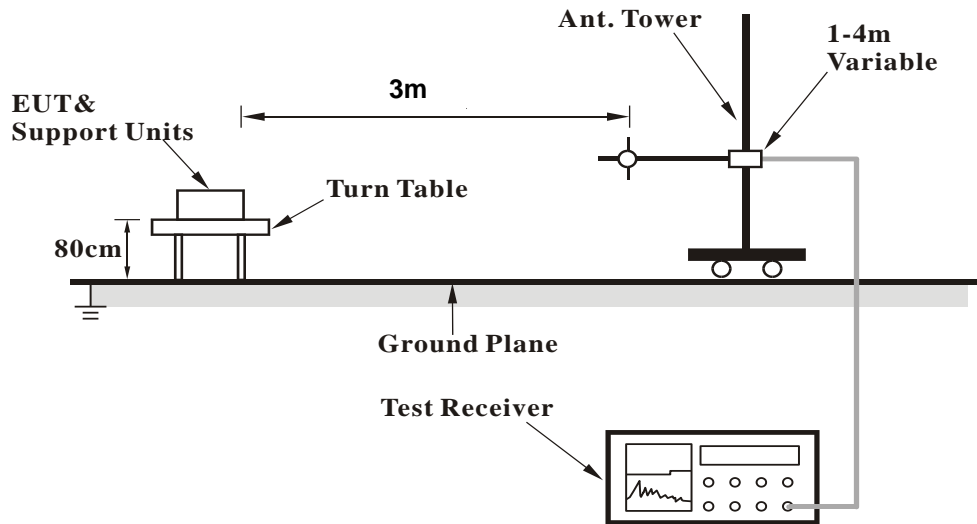 Ant. Tower
1-4m
Variable
3m
EUT&
Support Units
Turn Table
80cm
Ground Plane
Test Receiver